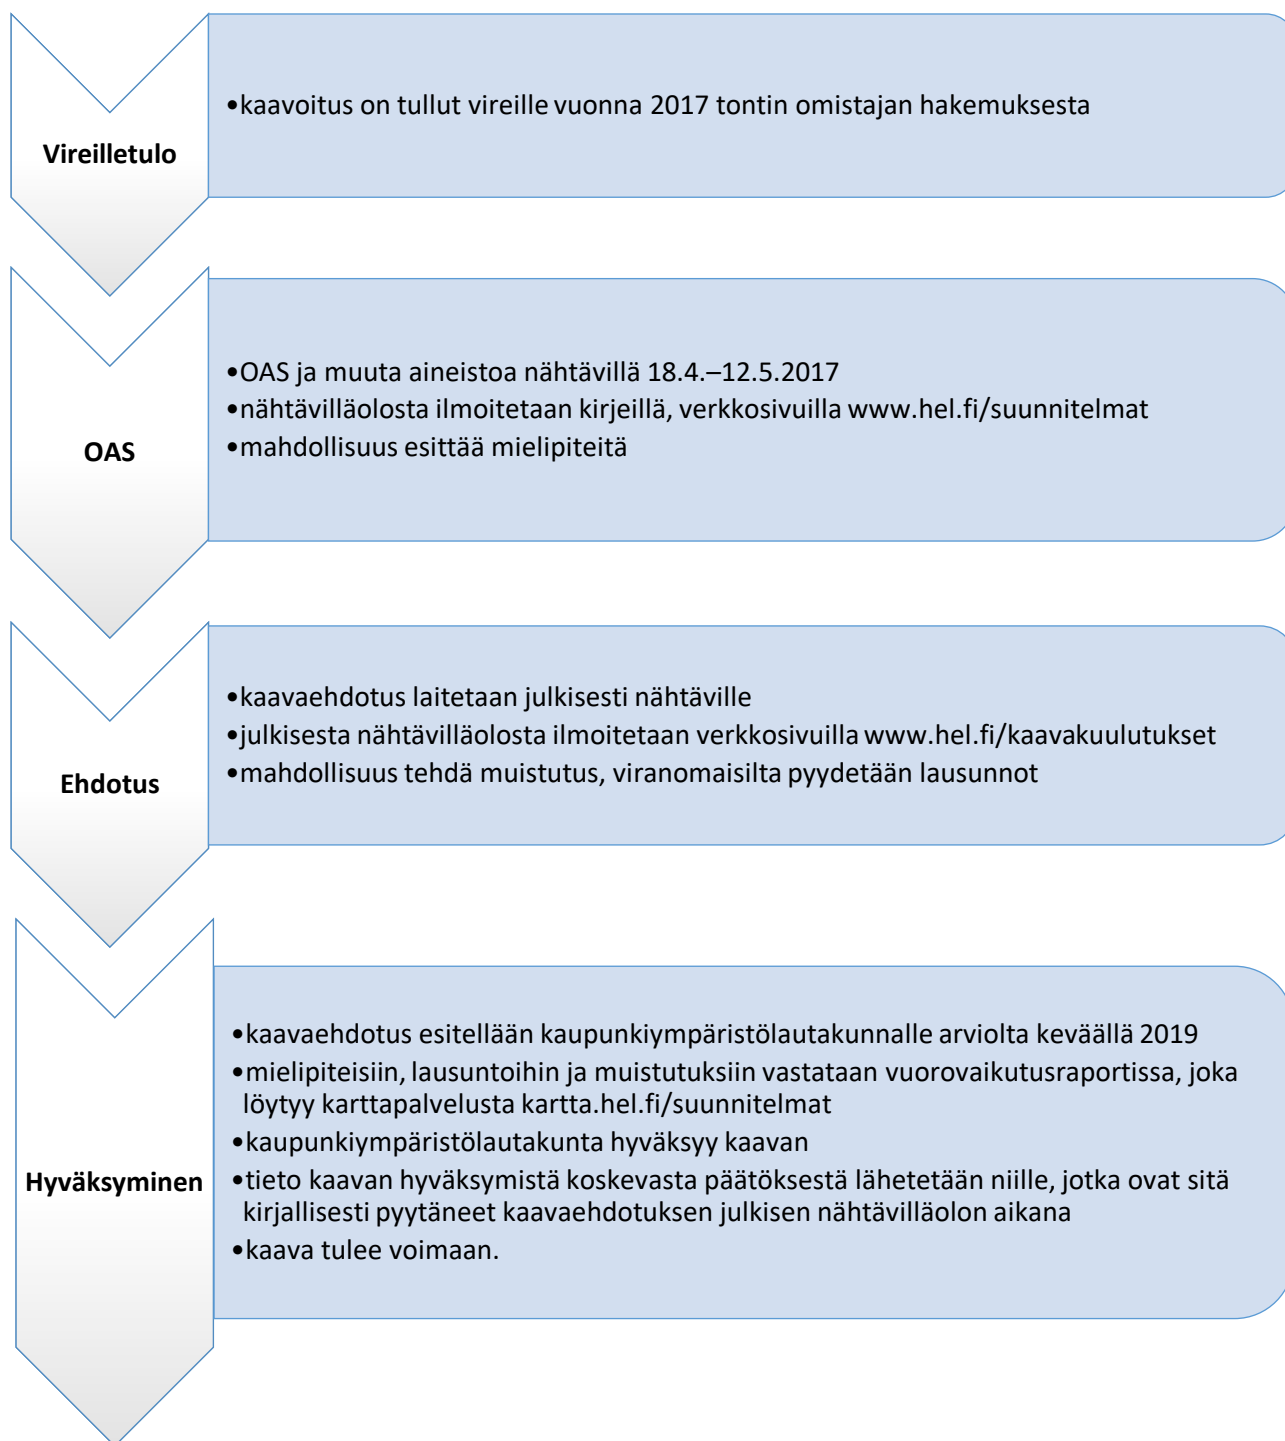 Vireilletulo
•kaavoitus on tullut vireille vuonna 2017 tontin omistajan hakemuksesta
OAS
•OAS ja muuta aineistoa nähtävillä 18.4.–12.5.2017
•nähtävilläolosta ilmoitetaan kirjeillä, verkkosivuilla www.hel.fi/suunnitelmat
•mahdollisuus esittää mielipiteitä
Ehdotus
•kaavaehdotus laitetaan julkisesti nähtäville
•julkisesta nähtävilläolosta ilmoitetaan verkkosivuilla www.hel.fi/kaavakuulutukset
•mahdollisuus tehdä muistutus, viranomaisilta pyydetään lausunnot
Hyväksyminen
•kaavaehdotus esitellään kaupunkiympäristölautakunnalle arviolta keväällä 2019
•mielipiteisiin, lausuntoihin ja muistutuksiin vastataan vuorovaikutusraportissa, joka
löytyy karttapalvelusta kartta.hel.fi/suunnitelmat
•kaupunkiympäristölautakunta hyväksyy kaavan
•tieto kaavan hyväksymistä koskevasta päätöksestä lähetetään niille, jotka ovat sitä
kirjallisesti pyytäneet kaavaehdotuksen julkisen nähtävilläolon aikana
•kaava tulee voimaan.